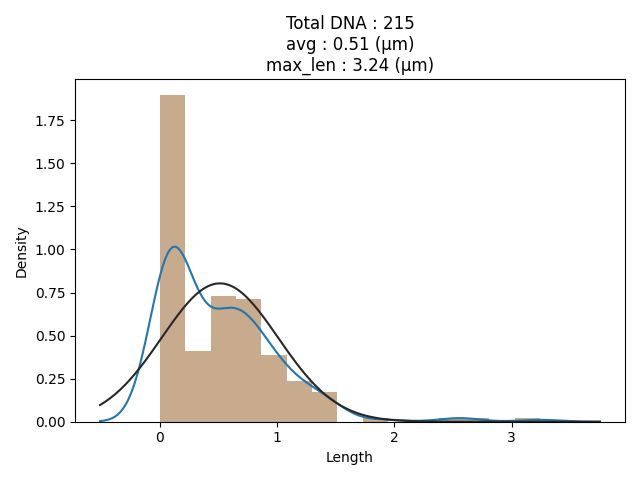 Total DNA : 215
avg : 0.51 (μm)
max_len : 3.24 (μm)
Density
1.75
1.50
1.25
1.00
0.75
0.50
0.25
0.00
0 1 2 3
Length